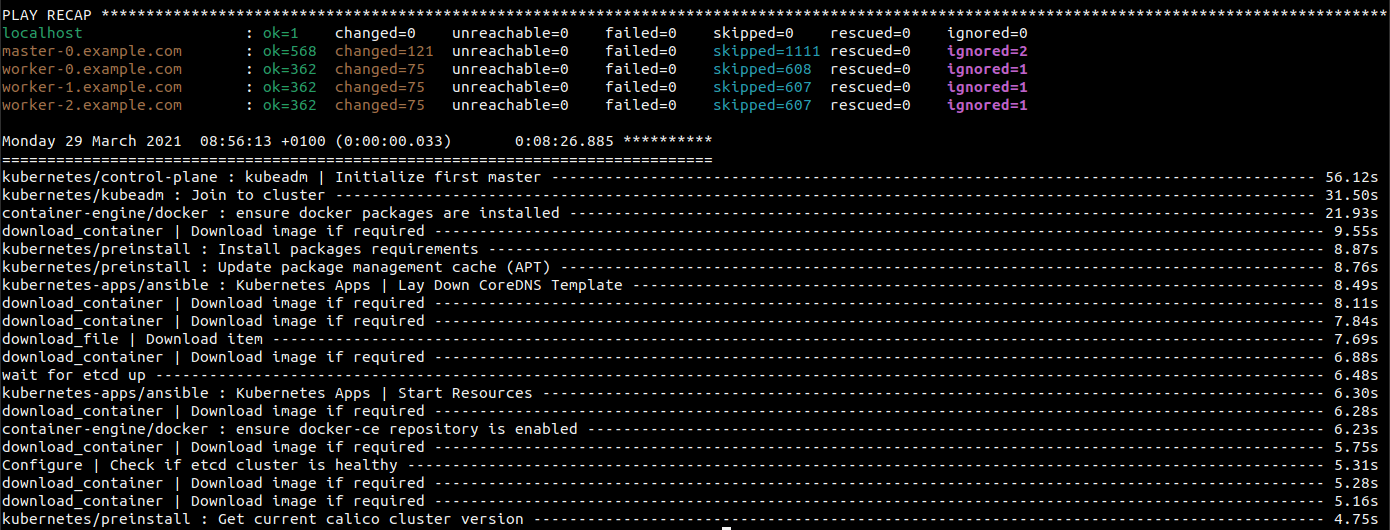 PLAY RECAP ***********************************************************************************************************************************************
localhost                  : ok=1    changed=0    unreachable=0    failed=0    skipped=0    rescued=0    ignored=0
master-0.example.com       : ok=568  changed=121  unreachable=0    failed=0    skipped=1111 rescued=0    ignored=2
worker-0.example.com       : ok=362  changed=75   unreachable=0    failed=0    skipped=608  rescued=0    ignored=1
worker-1.example.com       : ok=362  changed=75   unreachable=0    failed=0    skipped=607  rescued=0    ignored=1
worker-2.example.com       : ok=362  changed=75   unreachable=0    failed=0    skipped=607  rescued=0    ignored=1
Monday 29 March 2021  08:56:13 +0100 (0:00:00.033)       0:08:26.885 **********
===============================================================================
kubernetes/control-plane : kubeadm | Initialize first master ------------------------------------------------------------------------------------- 56.12s
kubernetes/kubeadm : Join to cluster ------------------------------------------------------------------------------------------------------------- 31.50s
container-engine/docker : ensure docker packages are installed ----------------------------------------------------------------------------------- 21.93s
download_container | Download image if required --------------------------------------------------------------------------------------------------- 9.55s
kubernetes/preinstall : Install packages requirements --------------------------------------------------------------------------------------------- 8.87s
kubernetes/preinstall : Update package management cache (APT) ------------------------------------------------------------------------------------- 8.76s
kubernetes-apps/ansible : Kubernetes Apps | Lay Down CoreDNS Template ----------------------------------------------------------------------------- 8.49s
download_container | Download image if required --------------------------------------------------------------------------------------------------- 8.11s
download_container | Download image if required --------------------------------------------------------------------------------------------------- 7.84s
download_file | Download item --------------------------------------------------------------------------------------------------------------------- 7.69s
download_container | Download image if required --------------------------------------------------------------------------------------------------- 6.88s
wait for etcd up ---------------------------------------------------------------------------------------------------------------------------------- 6.48s
kubernetes-apps/ansible : Kubernetes Apps | Start Resources --------------------------------------------------------------------------------------- 6.30s
download_container | Download image if required --------------------------------------------------------------------------------------------------- 6.28s
container-engine/docker : ensure docker-ce repository is enabled ---------------------------------------------------------------------------------- 6.23s
download_container | Download image if required --------------------------------------------------------------------------------------------------- 5.75s
Configure | Check if etcd cluster is healthy ------------------------------------------------------------------------------------------------------ 5.31s
download_container | Download image if required --------------------------------------------------------------------------------------------------- 5.28s
download_container | Download image if required --------------------------------------------------------------------------------------------------- 5.16s
kubernetes/preinstall : Get current calico cluster version ---------------------------------------------------------------------------------------- 4.75s